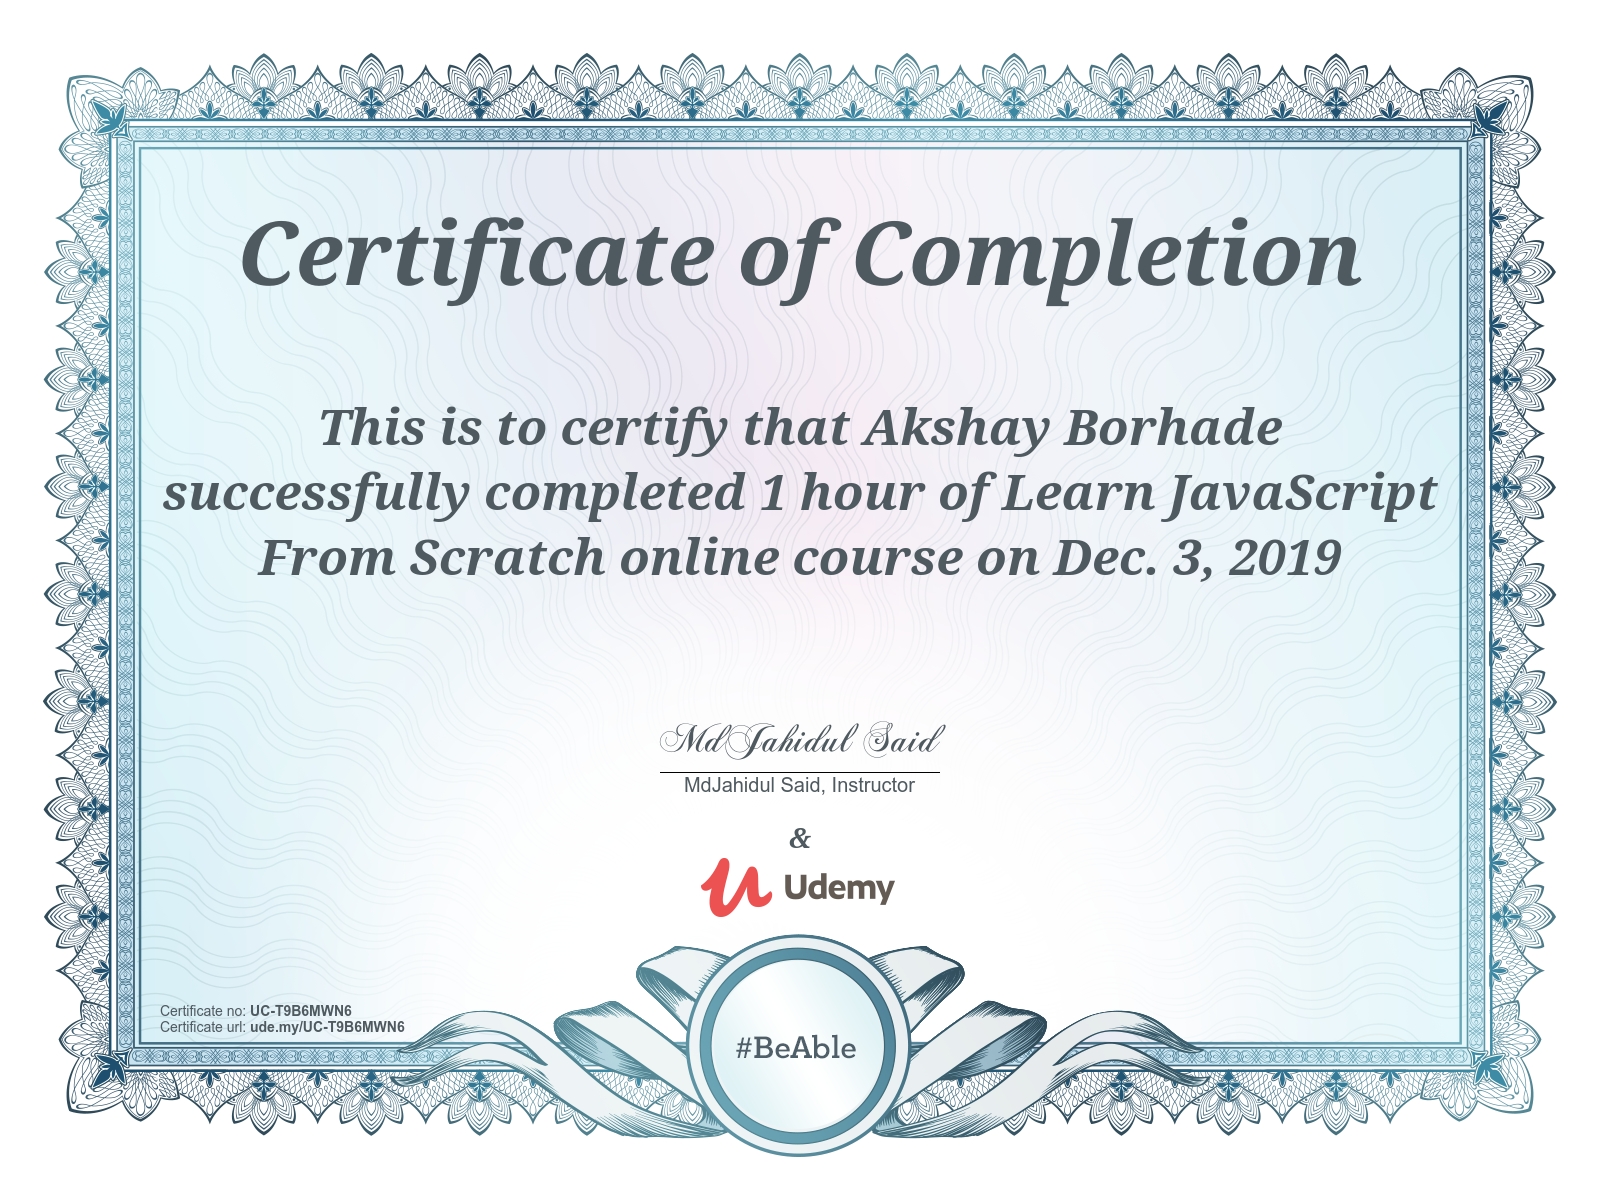 Certificate of Completion
This is to certify that Akshay Borhade
successfully completed 1 hour of Learn JavaScript
From Scratch online course on Dec. 3, 2019
MdJahidul Said
MdJahidul Said, Instructor
&
Udemy
Certificate no: UC-T9B6MWN6
Certificate url: ude.my/UC-T9B6MWN6
#BeAble